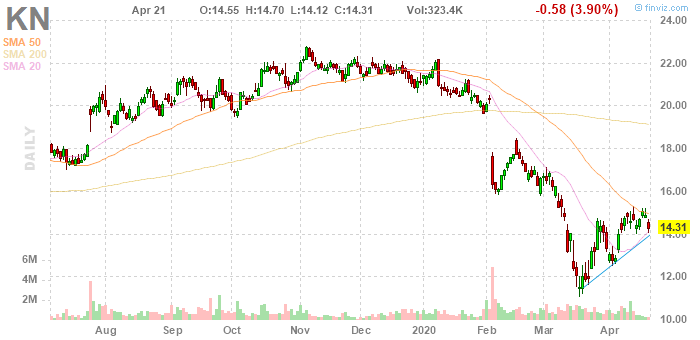 KN Apr 21 O:14.55 H:14.70 L:14.12 C:14.31 Vol:323.4K -0.58 (3.90%)
© finviz.com
SMA 50
SMA 200
SMA 20
DAILY
24.00
22.00
20.00
18.00
16.00
14.31
14.00
12.00
10.00
6M
4M
2M
Aug Sep Oct Nov Dec 2020 Feb Mar Apr